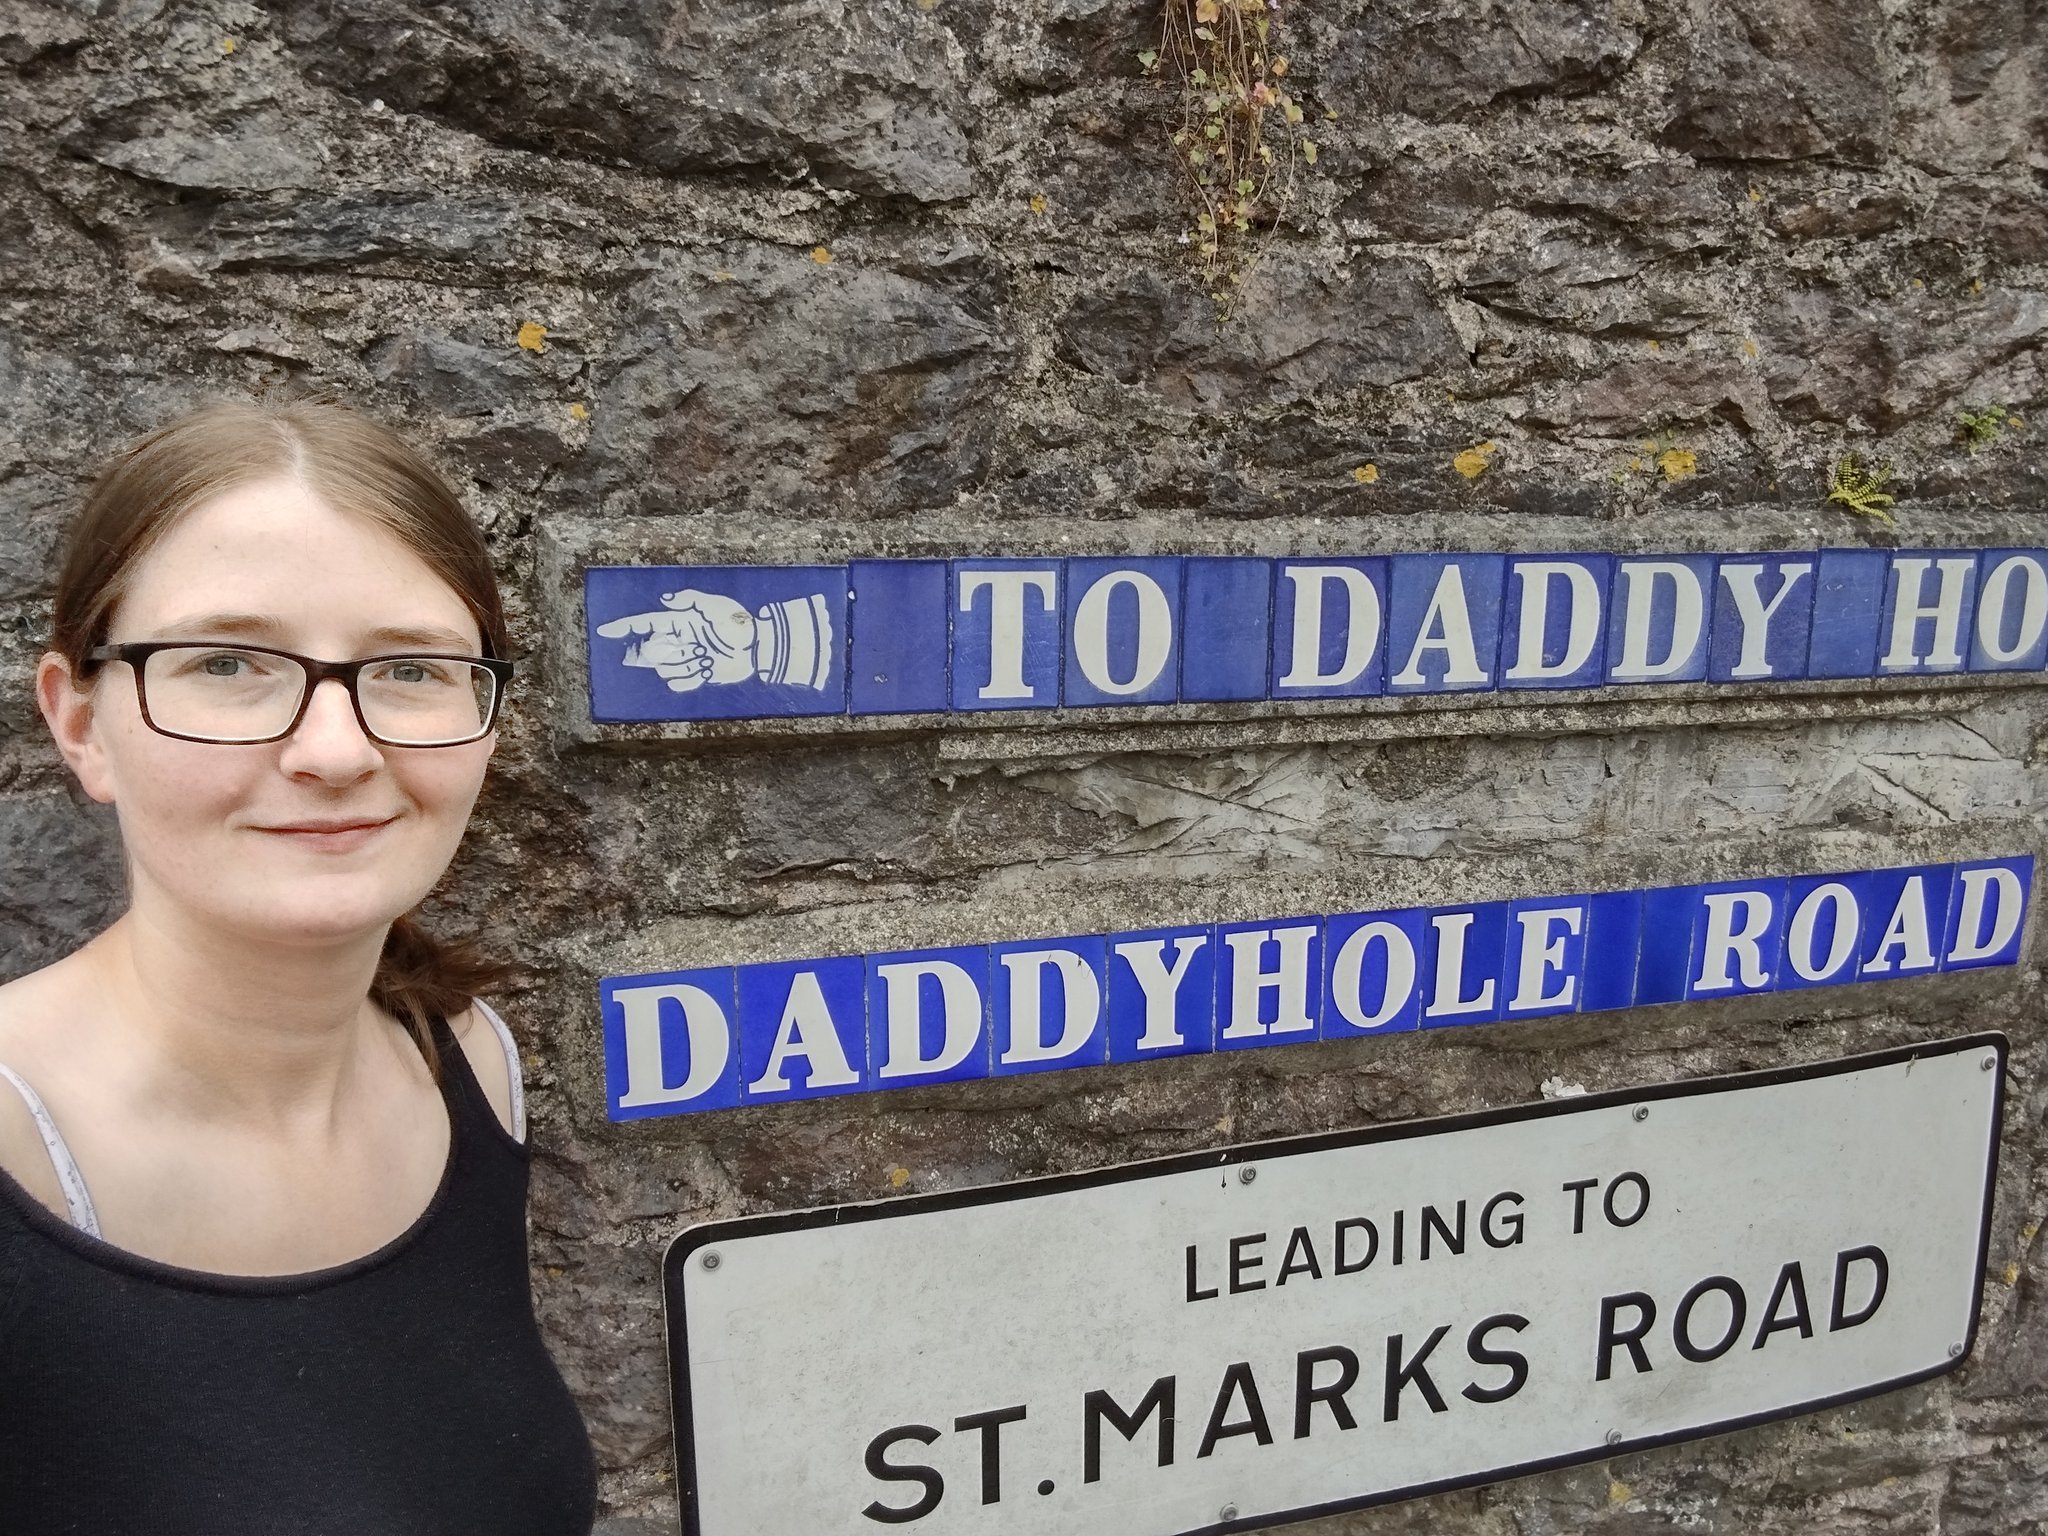 TO DADDY HO
DADDYHOLE ROAD
LEADING TO
ST. MARKS ROAD